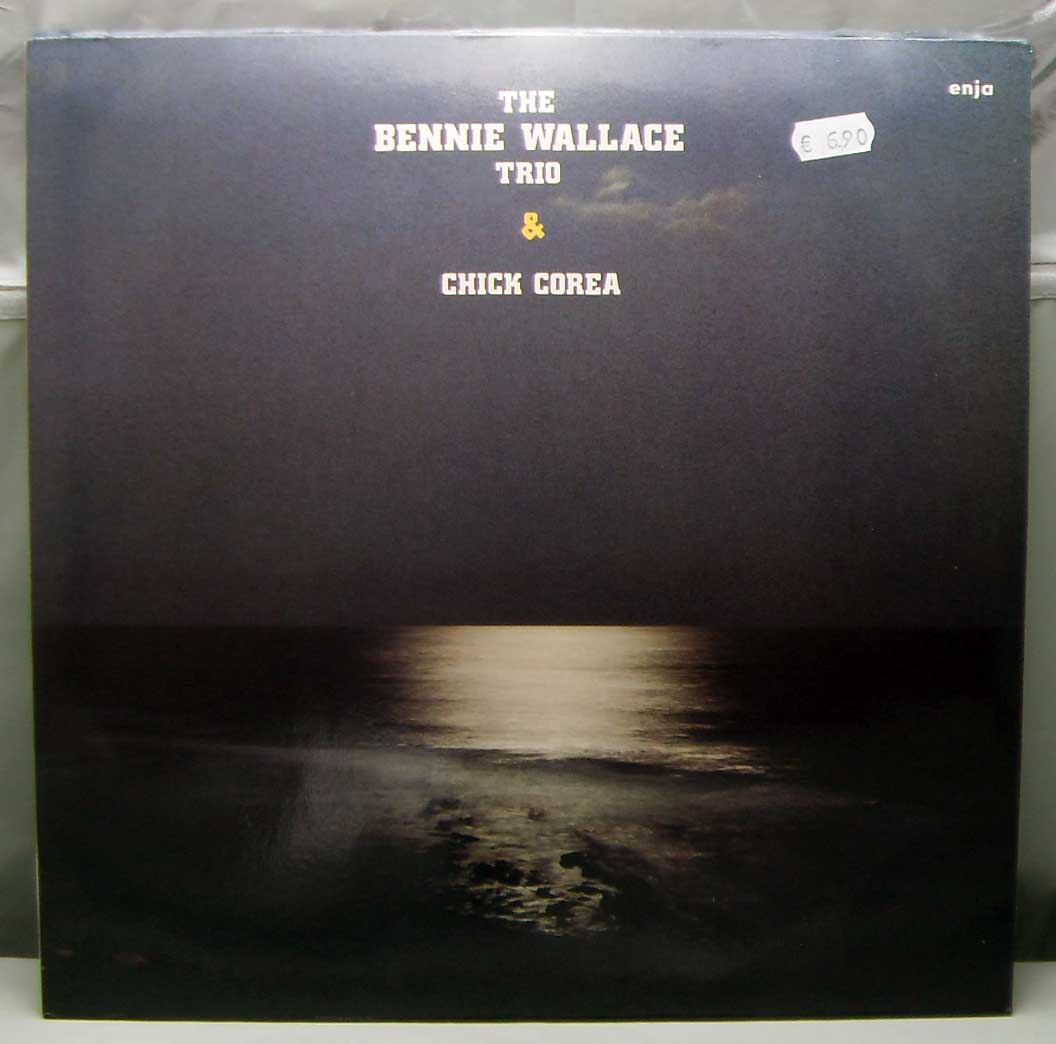 enja
THE
BENNIE WALLACE
TRIO
€ 6,90
&
CHICK COREA